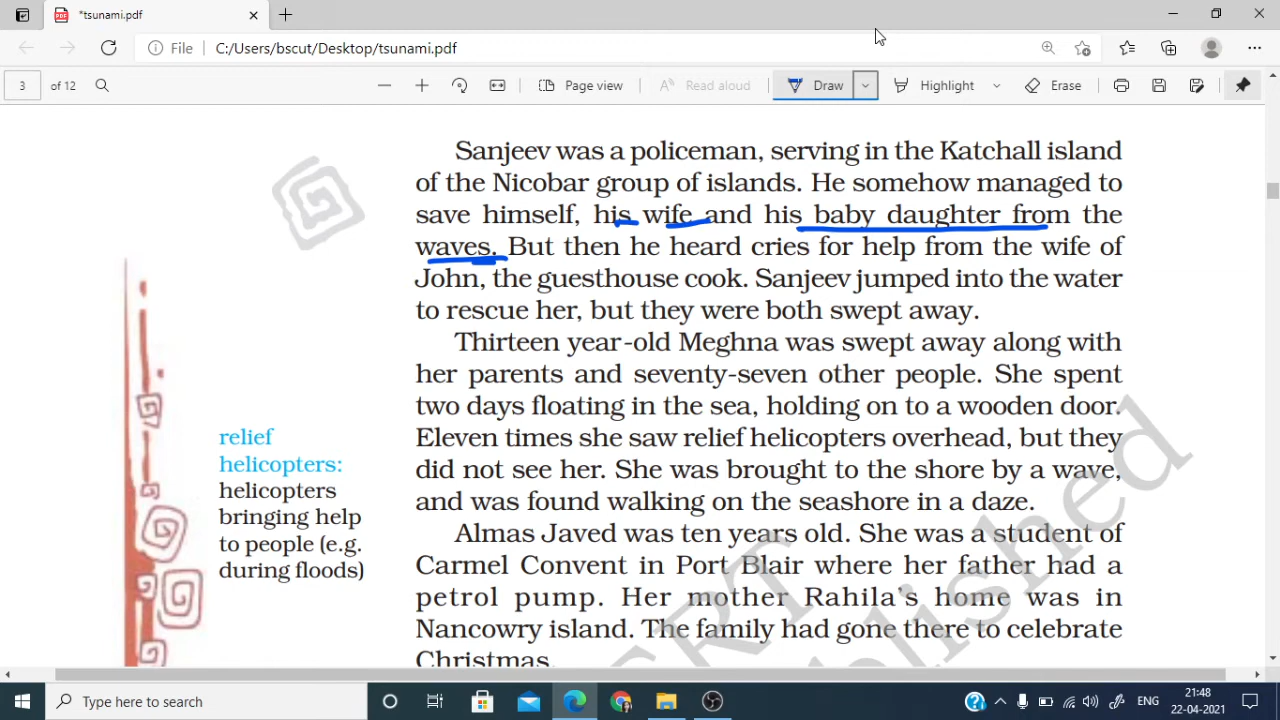 *tsunami.pdf
File
C:/Users/bscut/Desktop/tsunami.pdf
3 of 12
Page view
Read aloud
Draw
Highlight
Erase
Sanjeev was a policeman, serving in the Katchall island
of the Nicobar group of islands. He somehow managed to
save himself, his wife and his baby daughter from the
waves. But then he heard cries for help from the wife of
John, the guesthouse cook. Sanjeev jumped into the water
to rescue her, but they were both swept away.
Thirteen year-old Meghna was swept away along with
her parents and seventy-seven other people. She spent
two days floating in the sea, holding on to a wooden door.
Eleven times she saw relief helicopters overhead, but they
did not see her. She was brought to the shore by a wave,
and was found walking on the seashore in a daze.
Almas Javed was ten years old. She was a student of
Carmel Convent in Port Blair where her father had a
petrol pump. Her mother Rahila's home was in
Nancowry island. The family had gone there to celebrate
Christmas.
relief
helicopters:
helicopters
bringing help
to people (e.g.
during floods)
Type here to search
ENG
21:48
22-04-2021